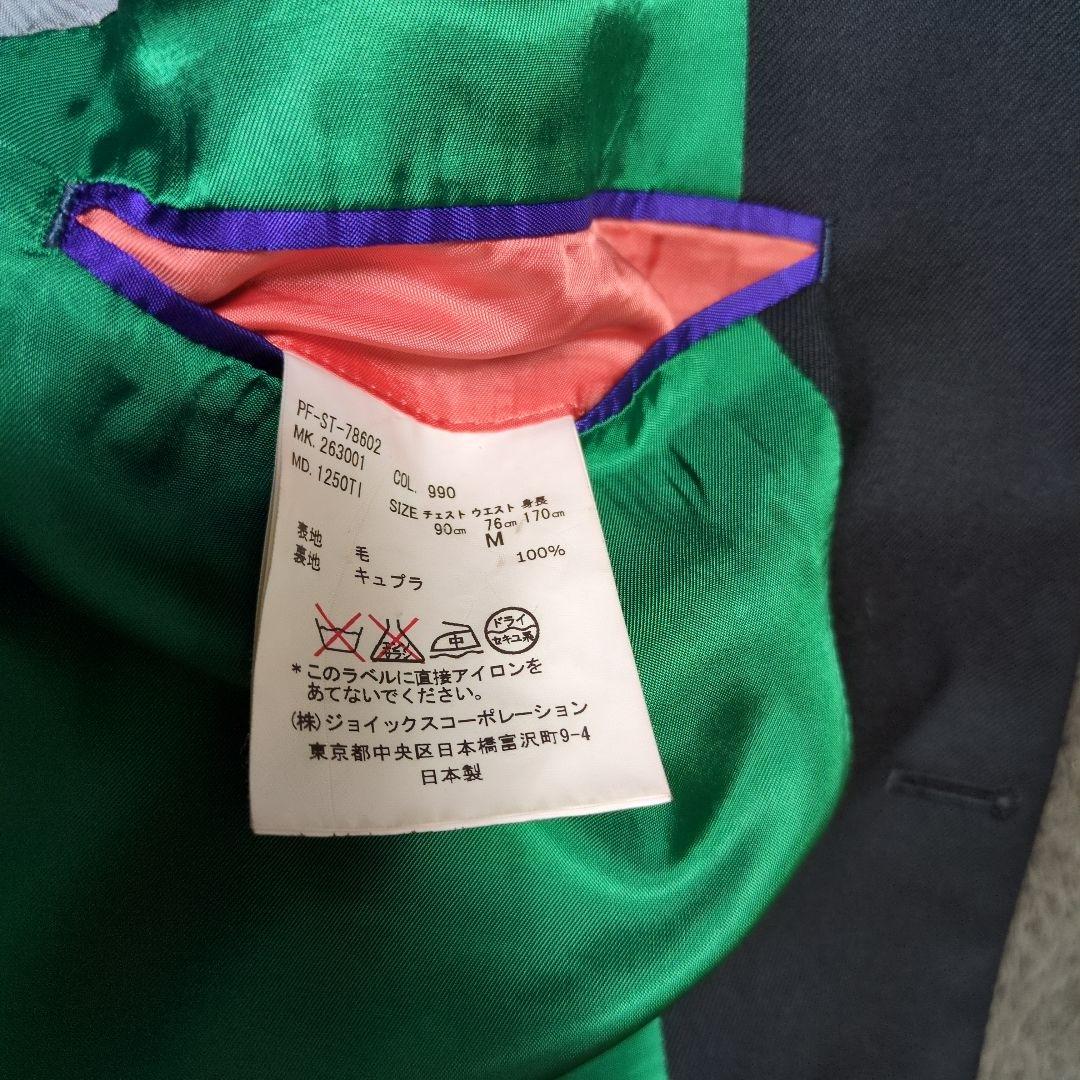 PF-ST-78602
MK. 263001
MD. 1250TI COL. 990
SIZE チェスト ウエスト 身長
90cm 76cm 170cm
M
表地 毛 100%
裏地 キュプラ
中
ドライ
セキユ系
*このラベルに直接アイロンを
あてないでください。
(株)ジョイックスコーポレーション
東京都中央区日本橋富沢町9-4
日本製